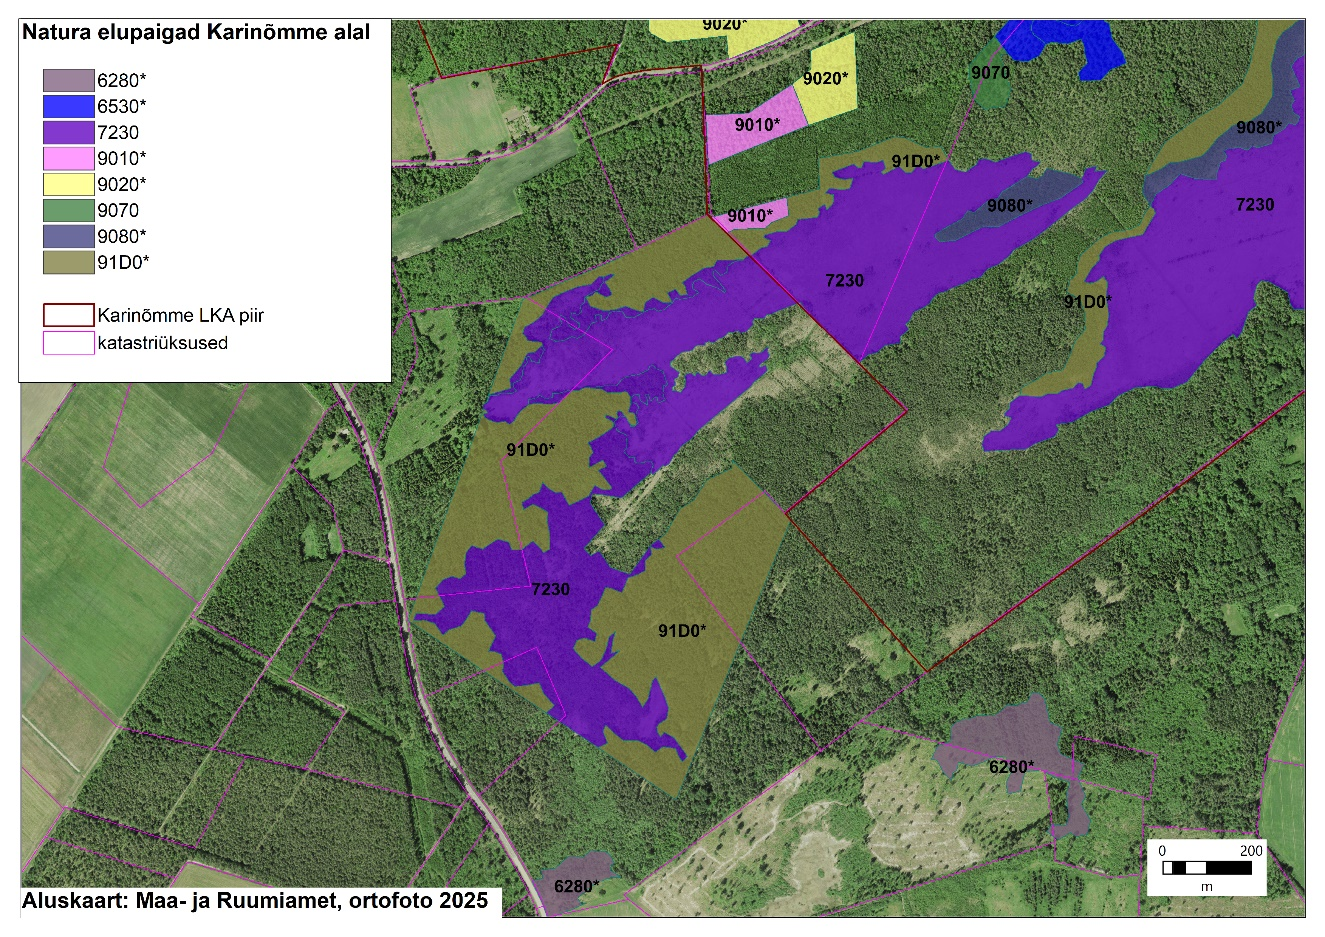 Natura elupaigad Karinõmme alal
6280*
6530*
7230
9010*
9020*
9070
9080*
91D0*
Karinõmme LKA piir
katastriüksused
9020*
9020*
9070
9010*
9080*
91D0*
9080*
7230
9010*
7230
91D0*
91D0*
7230
91D0*
6280*
6280*
0 200
m
Aluskaart: Maa- ja Ruumiamet, ortofoto 2025